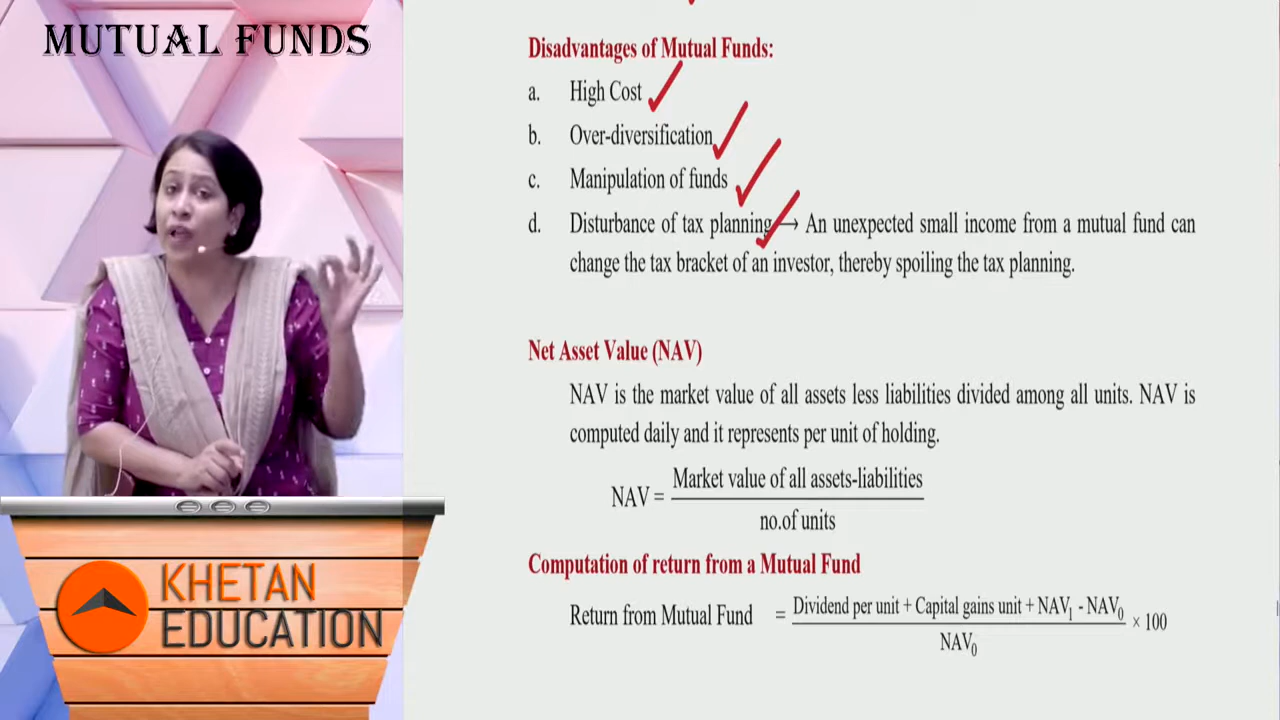 MUTUAL FUNDS
Disadvantages of Mutual Funds:
a. High Cost
b. Over-diversification
c. Manipulation of funds
d. Disturbance of tax planning → An unexpected small income from a mutual fund can
change the tax bracket of an investor, thereby spoiling the tax planning.
Net Asset Value (NAV)
NAV is the market value of all assets less liabilities divided among all units. NAV is
computed daily and it represents per unit of holding.
NAV = Market value of all assets-liabilities
no.of units
Computation of return from a Mutual Fund
Return from Mutual Fund = Dividend per unit + Capital gains unit + NAV₁ - NAV₀ × 100
NAV₀
KHETAN
EDUCATION